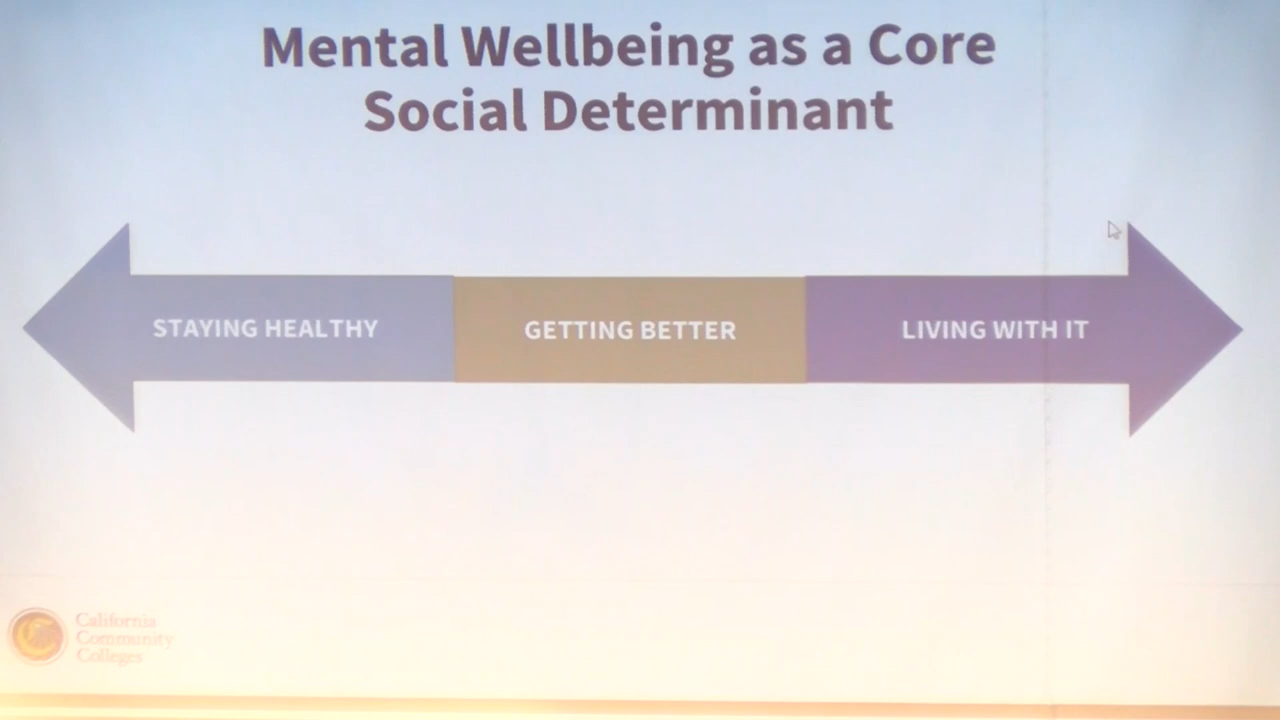 Mental Wellbeing as a Core
Social Determinant
STAYING HEALTHY
GETTING BETTER
LIVING WITH IT
California
Community
Colleges